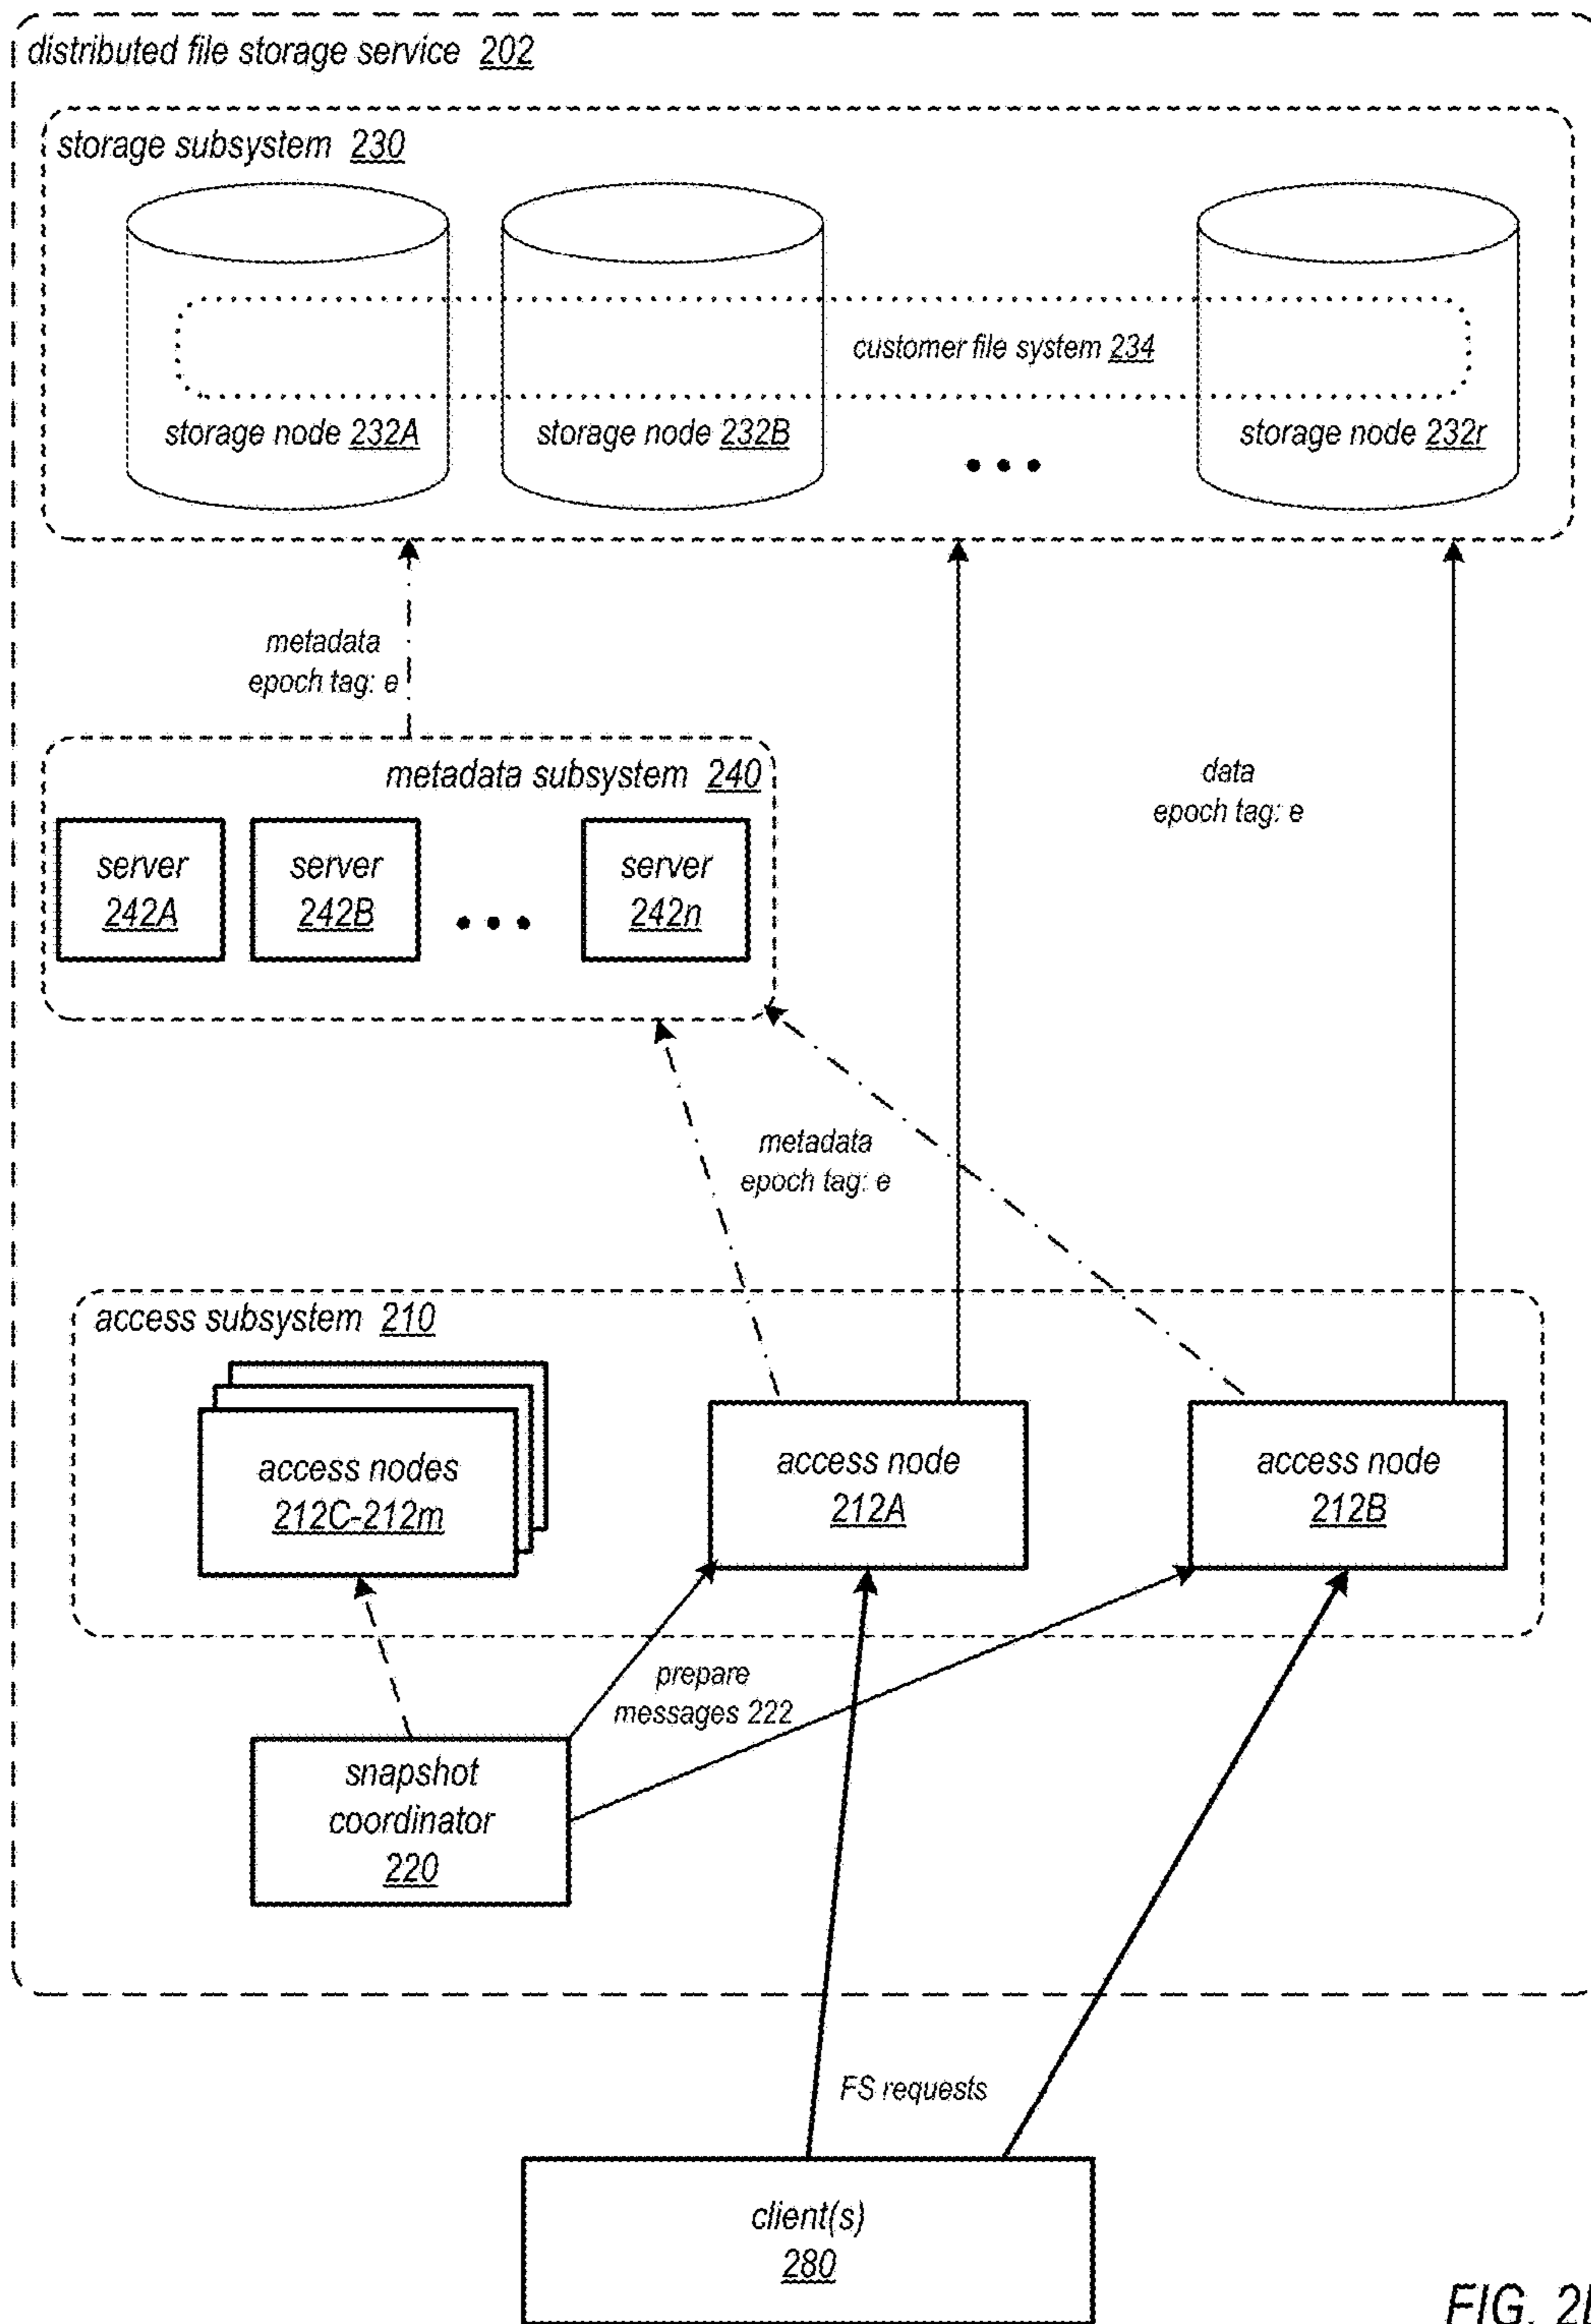 distributed file storage service 202
storage subsystem 230
customer file system 234
storage node 232A
storage node 232B
storage node 232r
metadata
epoch tag: e
metadata subsystem 240
data
epoch tag: e
server
242A
server
242B
server
242n
metadata
epoch tag: e
access subsystem 210
access nodes
212C-212m
access node
212A
access node
212B
prepare
messages 222
snapshot
coordinator
220
FS requests
client(s)
280
FIG.